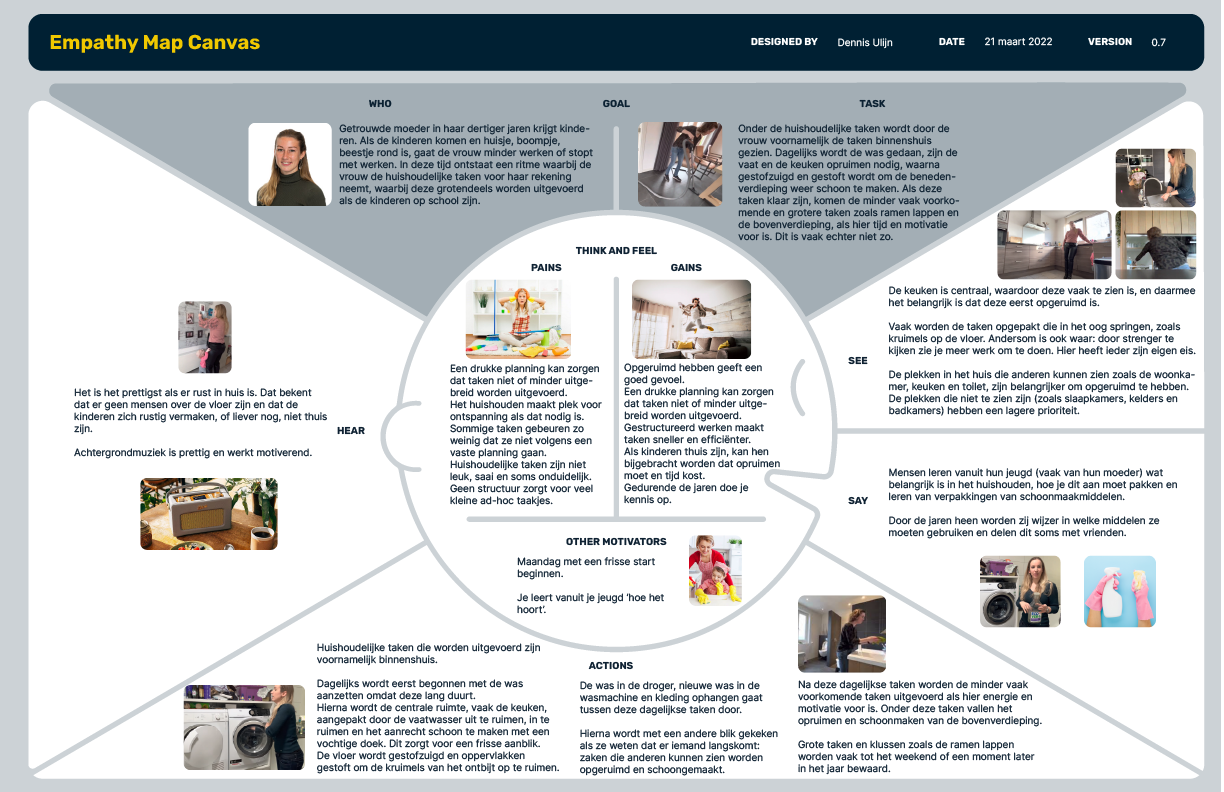 Empathy Map Canvas
DESIGNED BY Dennis Ulijn DATE 21 maart 2022 VERSION 0.7
WHO
Getrouwde moeder in haar dertiger jaren krijgt kinde-
ren. Als de kinderen komen en huisje, boompje,
beestje rond is, gaat de vrouw minder werken of stopt
met werken. In deze tijd ontstaat een ritme waarbij de
vrouw de huishoudelijke taken voor haar rekening
neemt, waarbij deze grotendeels worden uitgevoerd
als de kinderen op school zijn.
GOAL
TASK
Onder de huishoudelijke taken wordt door de
vrouw voornamelijk de taken binnenshuis
gezien. Dagelijks wordt de was gedaan, zijn de
vaat en de keuken opruimen nodig, waarna
gestofzuigd en gestoft wordt om de beneden-
verdieping weer schoon te maken. Als deze
taken klaar zijn, komen de minder vaak voorko-
mende en grotere taken zoals ramen lappen en
de bovenverdieping, als hier tijd en motivatie
voor is. Dit is vaak echter niet zo.
THINK AND FEEL
PAINS
Een drukke planning kan zorgen
dat taken niet of minder uitge-
breid worden uitgevoerd.
Het huishouden maakt plek voor
ontspanning als dat nodig is.
Sommige taken gebeuren zo
weinig dat ze niet volgens een
vaste planning gaan.
Huishoudelijke taken zijn niet
leuk, saai en soms onduidelijk.
Geen structuur zorgt voor veel
kleine ad-hoc taakjes.
GAINS
Opgeruimd hebben geeft een
goed gevoel.
Een drukke planning kan zorgen
dat taken niet of minder uitge-
breid worden uitgevoerd.
Gestructureerd werken maakt
taken sneller en efficiënter.
Als kinderen thuis zijn, kan hen
bijgebracht worden dat opruimen
moet en tijd kost.
Gedurende de jaren doe je
kennis op.
OTHER MOTIVATORS
Maandag met een frisse start
beginnen.
Je leert vanuit je jeugd ‘hoe het
hoort’.
SEE
De keuken is centraal, waardoor deze vaak te zien is, en daarmee
het belangrijk is dat deze eerst opgeruimd is.
Vaak worden de taken opgepakt die in het oog springen, zoals
kruimels op de vloer. Andersom is ook waar: door strenger te
kijken zie je meer werk om te doen. Hier heeft ieder zijn eigen eis.
De plekken in het huis die anderen kunnen zien zoals de woonka-
mer, keuken en toilet, zijn belangrijker om opgeruimd te hebben.
De plekken die niet te zien zijn (zoals slaapkamers, kelders en
badkamers) hebben een lagere prioriteit.
HEAR
Het is het prettigst als er rust in huis is. Dat bekent
dat er geen mensen over de vloer zijn en dat de
kinderen zich rustig vermaken, of liever nog, niet thuis
zijn.
Achtergrondmuziek is prettig en werkt motiverend.
SAY
Mensen leren vanuit hun jeugd (vaak van hun moeder) wat
belangrijk is in het huishouden, hoe je dit aan moet pakken en
leren van verpakkingen van schoonmaakmiddelen.
Door de jaren heen worden zij wijzer in welke middelen ze
moeten gebruiken en delen dit soms met vrienden.
ACTIONS
Huishoudelijke taken die worden uitgevoerd zijn
voornamelijk binnenshuis.
Dagelijks wordt eerst begonnen met de was
aanzetten omdat deze lang duurt.
Hierna wordt de centrale ruimte, vaak de keuken,
aangepakt door de vaatwasser uit te ruimen, in te
ruimen en het aanrecht schoon te maken met een
vochtige doek. Dit zorgt voor een frisse aanblik.
De vloer wordt gestofzuigd en oppervlakken
gestoft om de kruimels van het ontbijt op te ruimen.
De was in de droger, nieuwe was in de
wasmachine en kleding ophangen gaat
tussen deze dagelijkse taken door.
Hierna wordt met een andere blik gekeken
als ze weten dat er iemand langskomt:
zaken die anderen kunnen zien worden
opgeruimd en schoongemaakt.
Na deze dagelijkse taken worden de minder vaak
voorkomende taken uitgevoerd als hier energie en
motivatie voor is. Onder deze taken vallen het
opruimen en schoonmaken van de bovenverdieping.
Grote taken en klussen zoals de ramen lappen
worden vaak tot het weekend of een moment later
in het jaar bewaard.